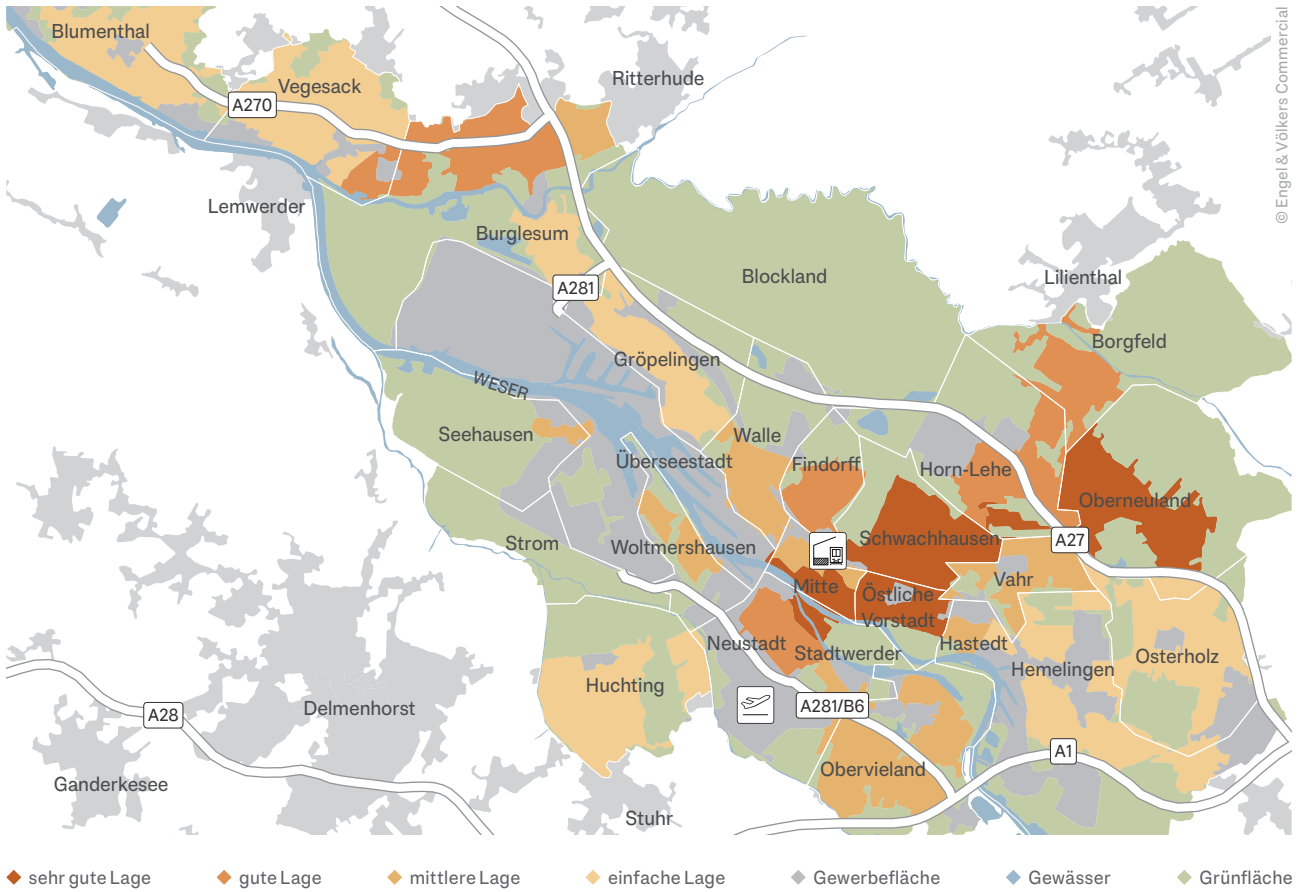 Blumenthal
Vegesack
Ritterhude
A270
© Engel & Völkers Commercial
Lemwerder
Burglesum
Blockland
Lilienthal
A281
Borgfeld
Gröpelingen
WESER
Seehausen
Walle
Überseestadt
Findorff
Horn-Lehe
Oberneuland
Strom
Woltmershausen
Schwachhausen
A27
Mitte
Östliche
Vorstadt
Vahr
Neustadt
Stadtwerder
Hastedt
Hemelingen
Osterholz
Huchting
A28
Delmenhorst
A281/B6
A1
Ganderkesee
Obervieland
Stuhr
sehr gute Lage
gute Lage
mittlere Lage
einfache Lage
Gewerbefläche
Gewässer
Grünfläche